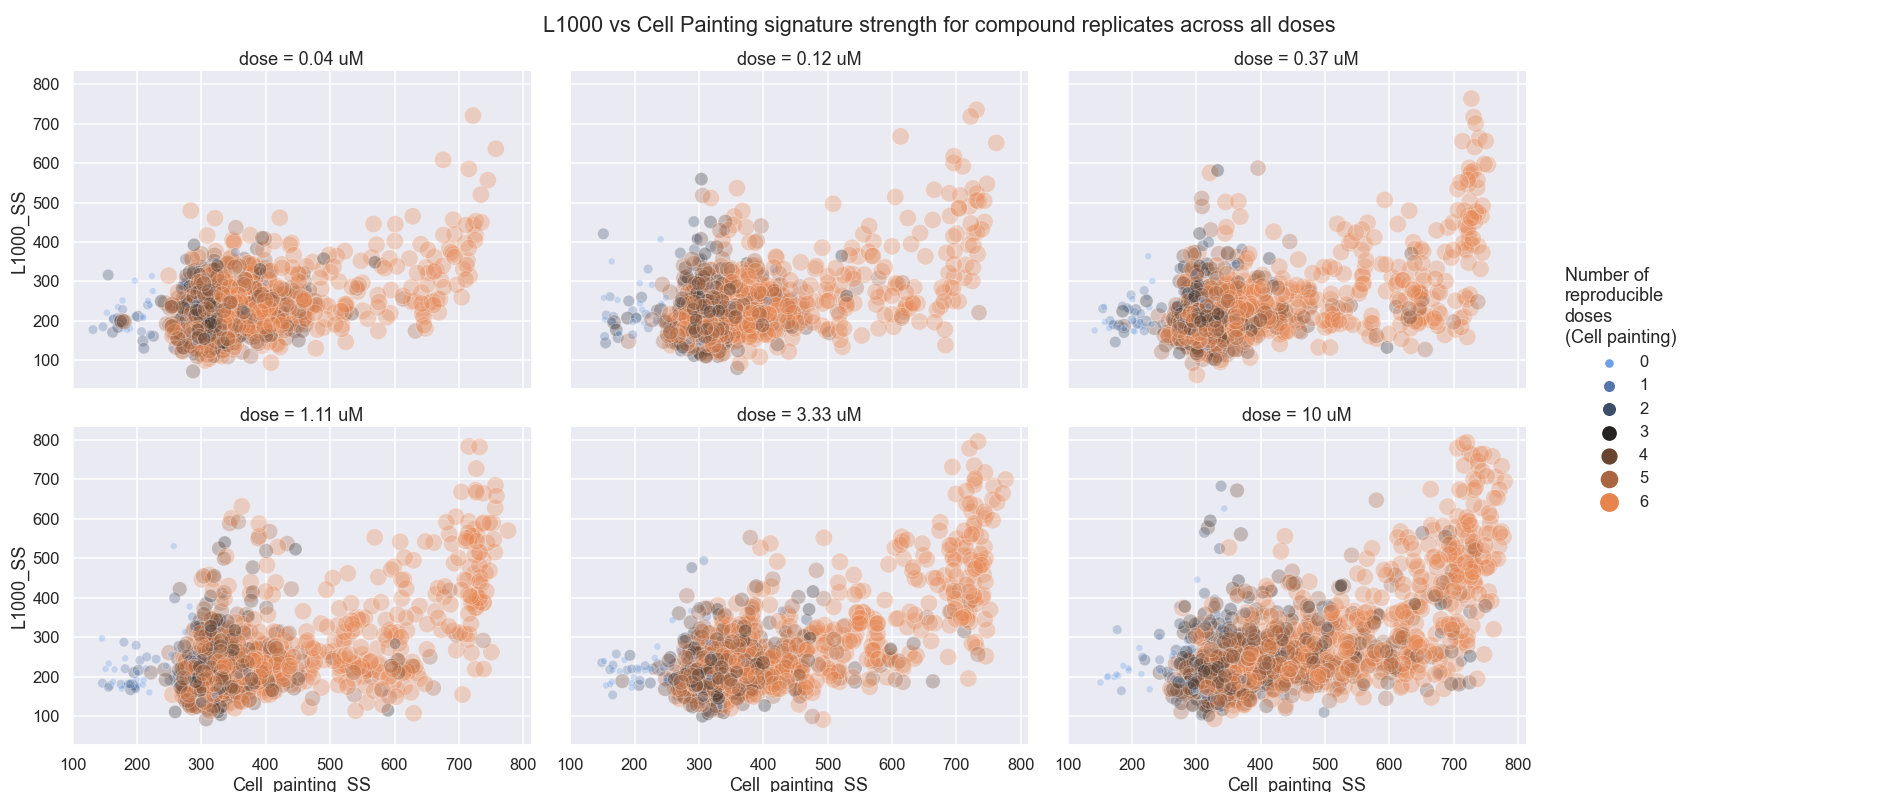 L1000 vs Cell Painting signature strength for compound replicates across all doses
dose = 0.04 uM
dose = 0.12 uM
dose = 0.37 uM
800
700
600
500
400
300
200
100
L1000_SS
dose = 1.11 uM
dose = 3.33 uM
dose = 10 uM
800
700
600
500
400
300
200
100
L1000_SS
100 200 300 400 500 600 700 800
100 200 300 400 500 600 700 800
100 200 300 400 500 600 700 800
Cell_painting_SS
Cell_painting_SS
Cell_painting_SS
Number of
reproducible
doses
(Cell painting)
0
1
2
3
4
5
6